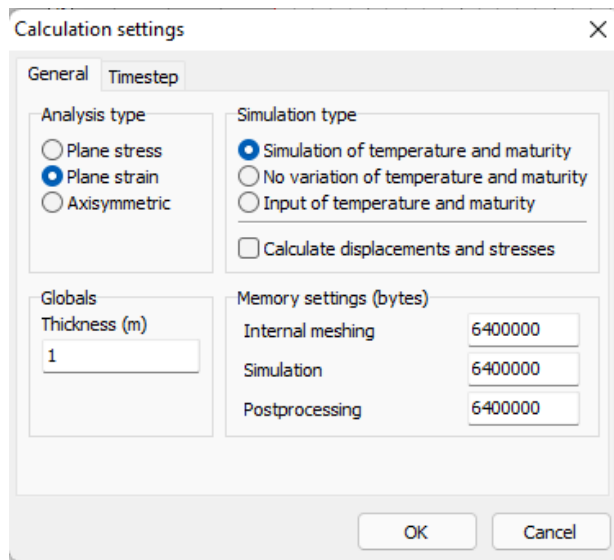 Calculation settings
General
Timestep
Analysis type
Plane stress
Plane strain
Axisymmetric
Simulation type
Simulation of temperature and maturity
No variation of temperature and maturity
Input of temperature and maturity
Calculate displacements and stresses
Globals
Thickness (m)
1
Memory settings (bytes)
Internal meshing 6400000
Simulation 6400000
Postprocessing 6400000
OK
Cancel